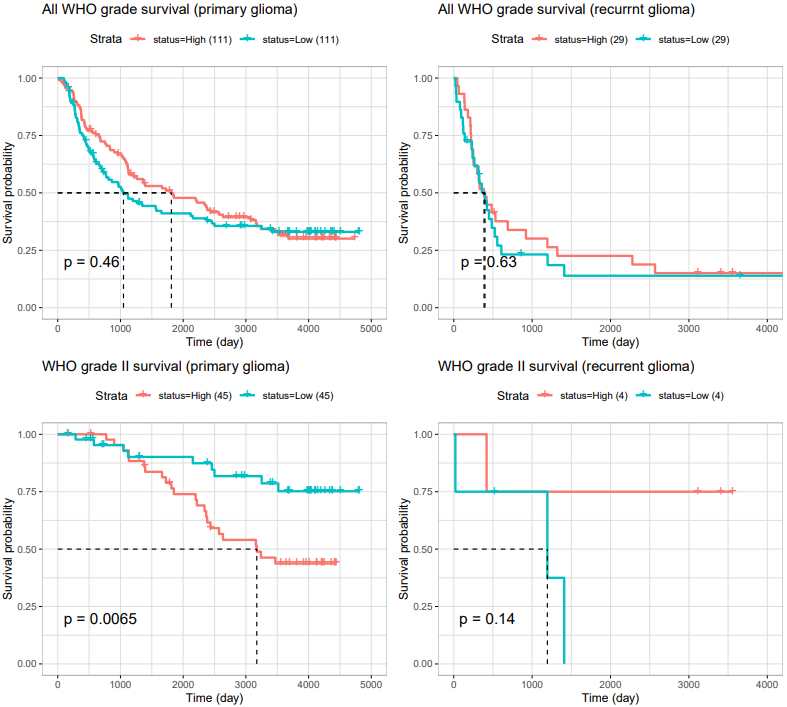 All WHO grade survival (primary glioma)
Strata status=High (111) status=Low (111)
1.00
0.75
0.50
0.25
0.00
Survival probability
p = 0.46
0 1000 2000 3000 4000 5000
Time (day)
All WHO grade survival (recurrnt glioma)
Strata status=High (29) status=Low (29)
1.00
0.75
0.50
0.25
0.00
Survival probability
p = 0.63
0 1000 2000 3000 4000
Time (day)
WHO grade II survival (primary glioma)
Strata status=High (45) status=Low (45)
1.00
0.75
0.50
0.25
0.00
Survival probability
p = 0.0065
0 1000 2000 3000 4000 5000
Time (day)
WHO grade II survival (recurrent glioma)
Strata status=High (4) status=Low (4)
1.00
0.75
0.50
0.25
0.00
Survival probability
p = 0.14
0 1000 2000 3000 4000
Time (day)